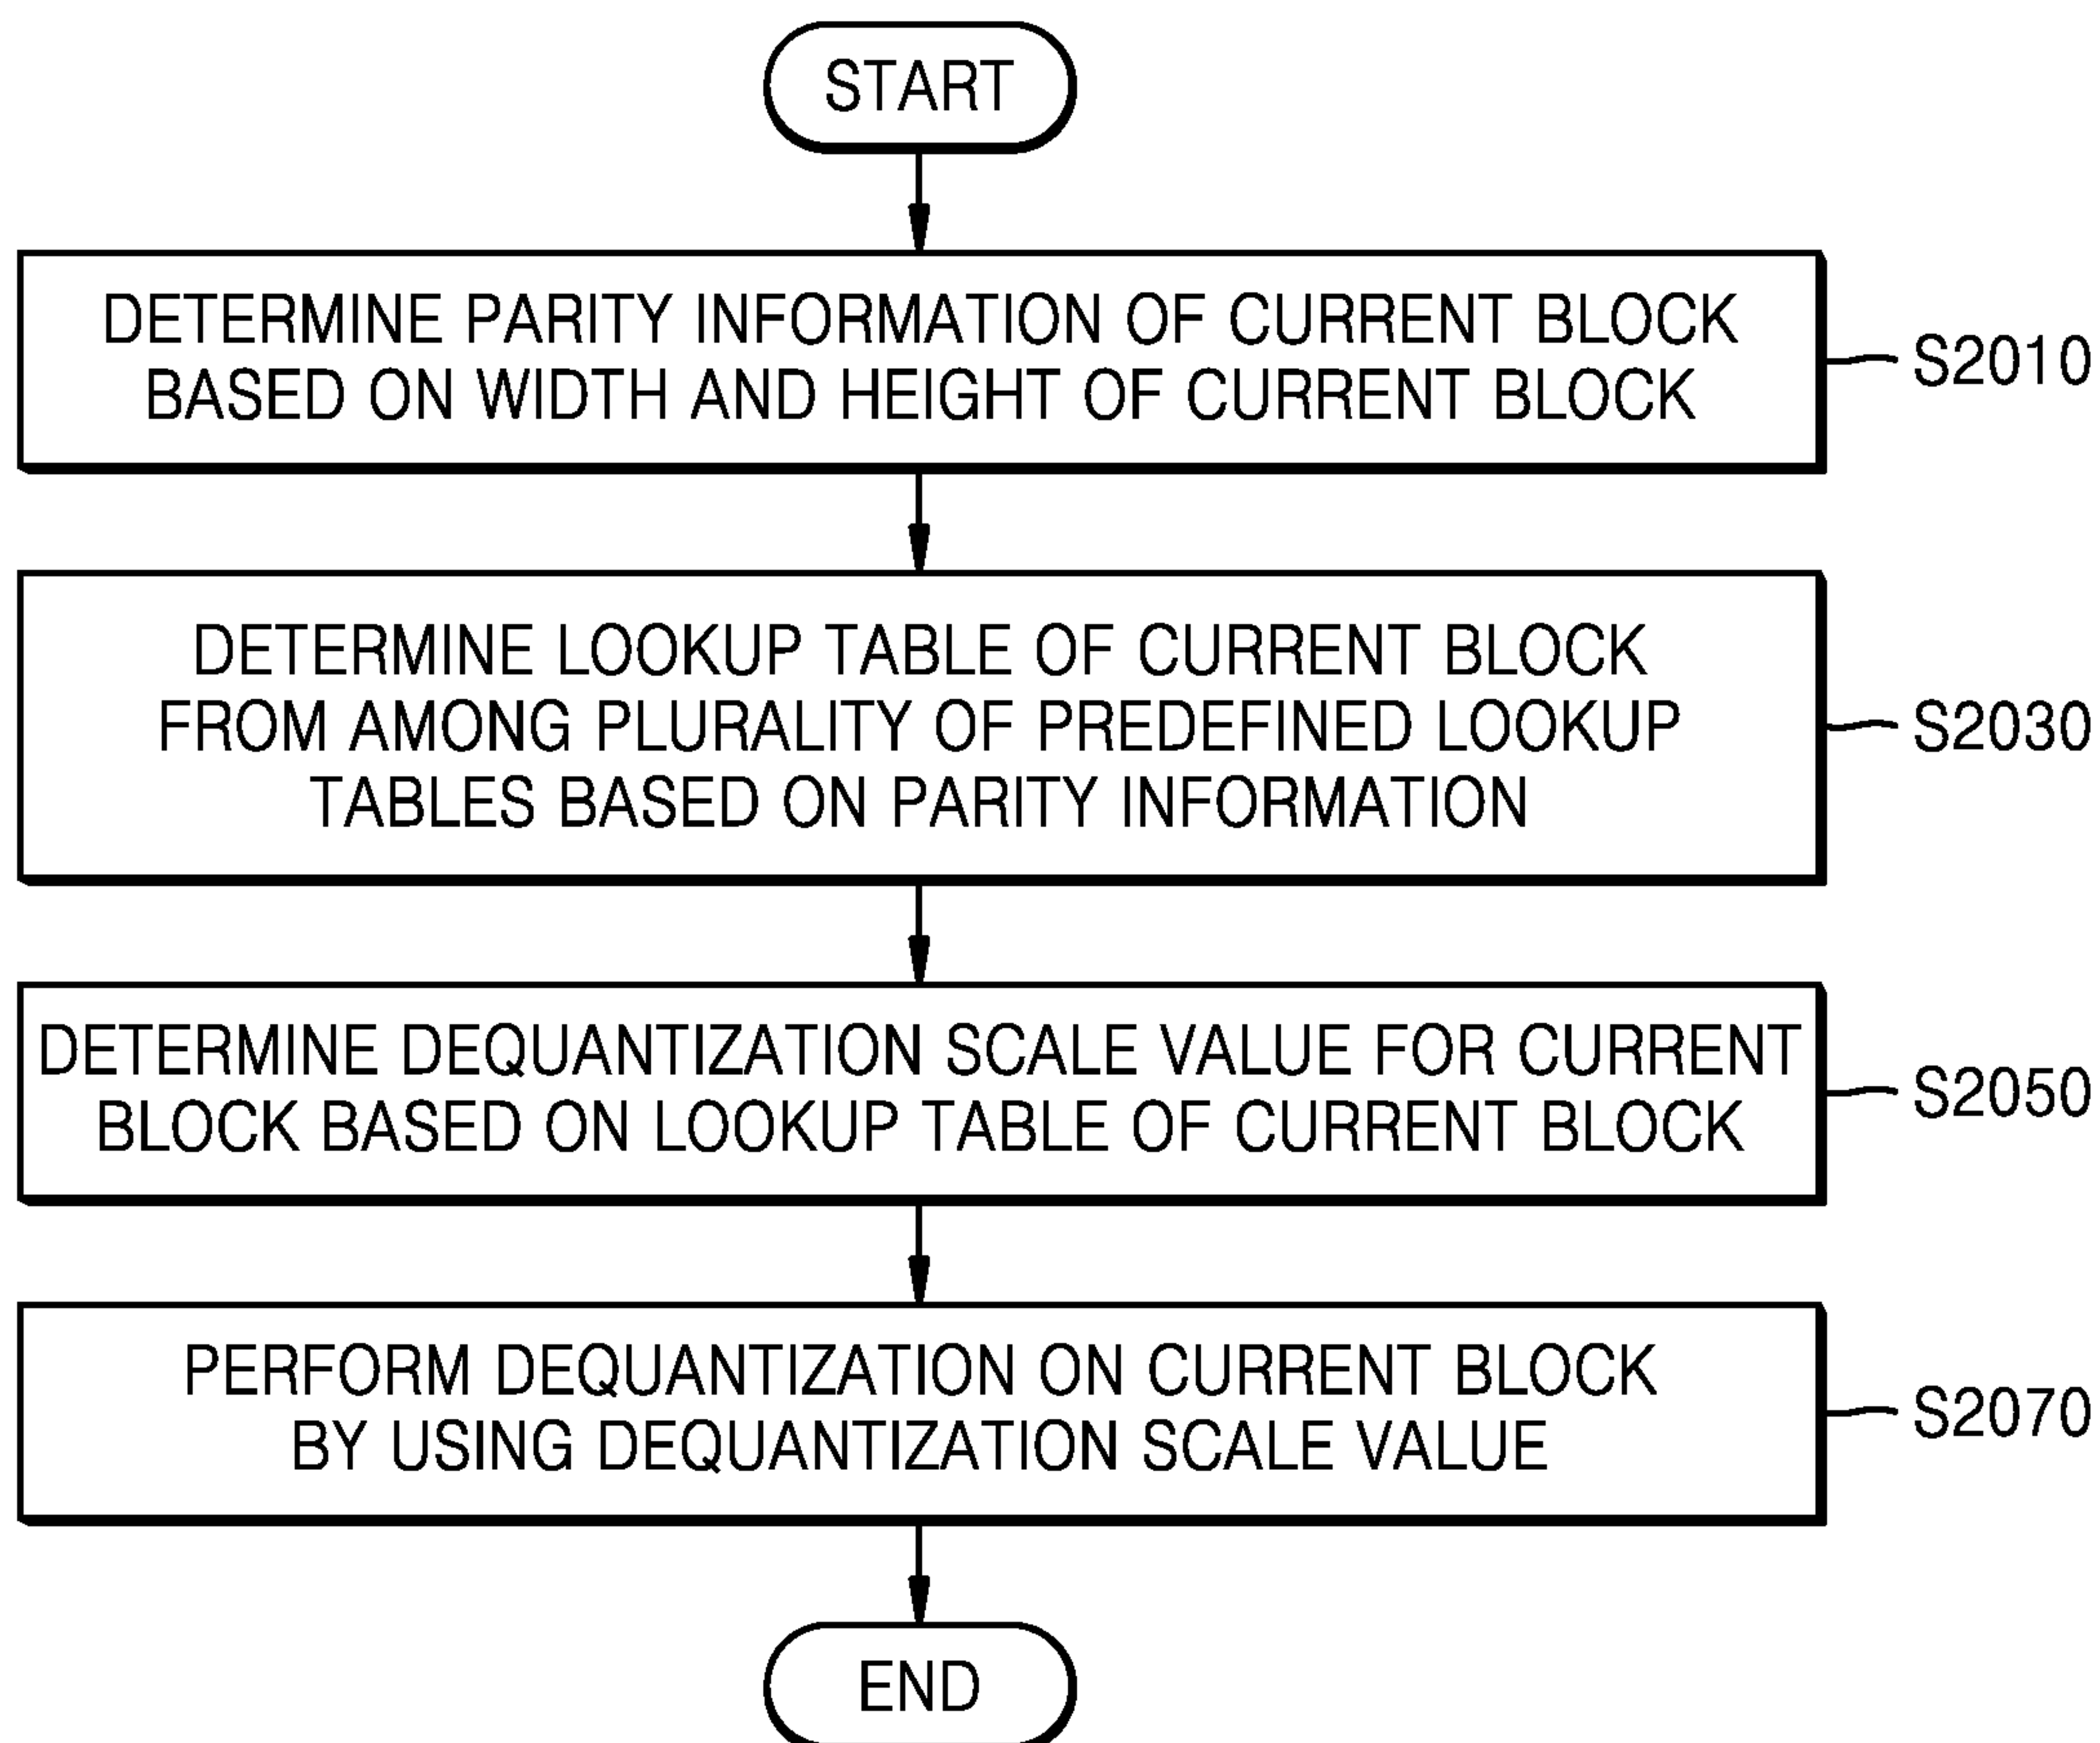 START
DETERMINE PARITY INFORMATION OF CURRENT BLOCK
BASED ON WIDTH AND HEIGHT OF CURRENT BLOCK
S2010
DETERMINE LOOKUP TABLE OF CURRENT BLOCK
FROM AMONG PLURALITY OF PREDEFINED LOOKUP
TABLES BASED ON PARITY INFORMATION
S2030
DETERMINE DEQUANTIZATION SCALE VALUE FOR CURRENT
BLOCK BASED ON LOOKUP TABLE OF CURRENT BLOCK
S2050
PERFORM DEQUANTIZATION ON CURRENT BLOCK
BY USING DEQUANTIZATION SCALE VALUE
S2070
END